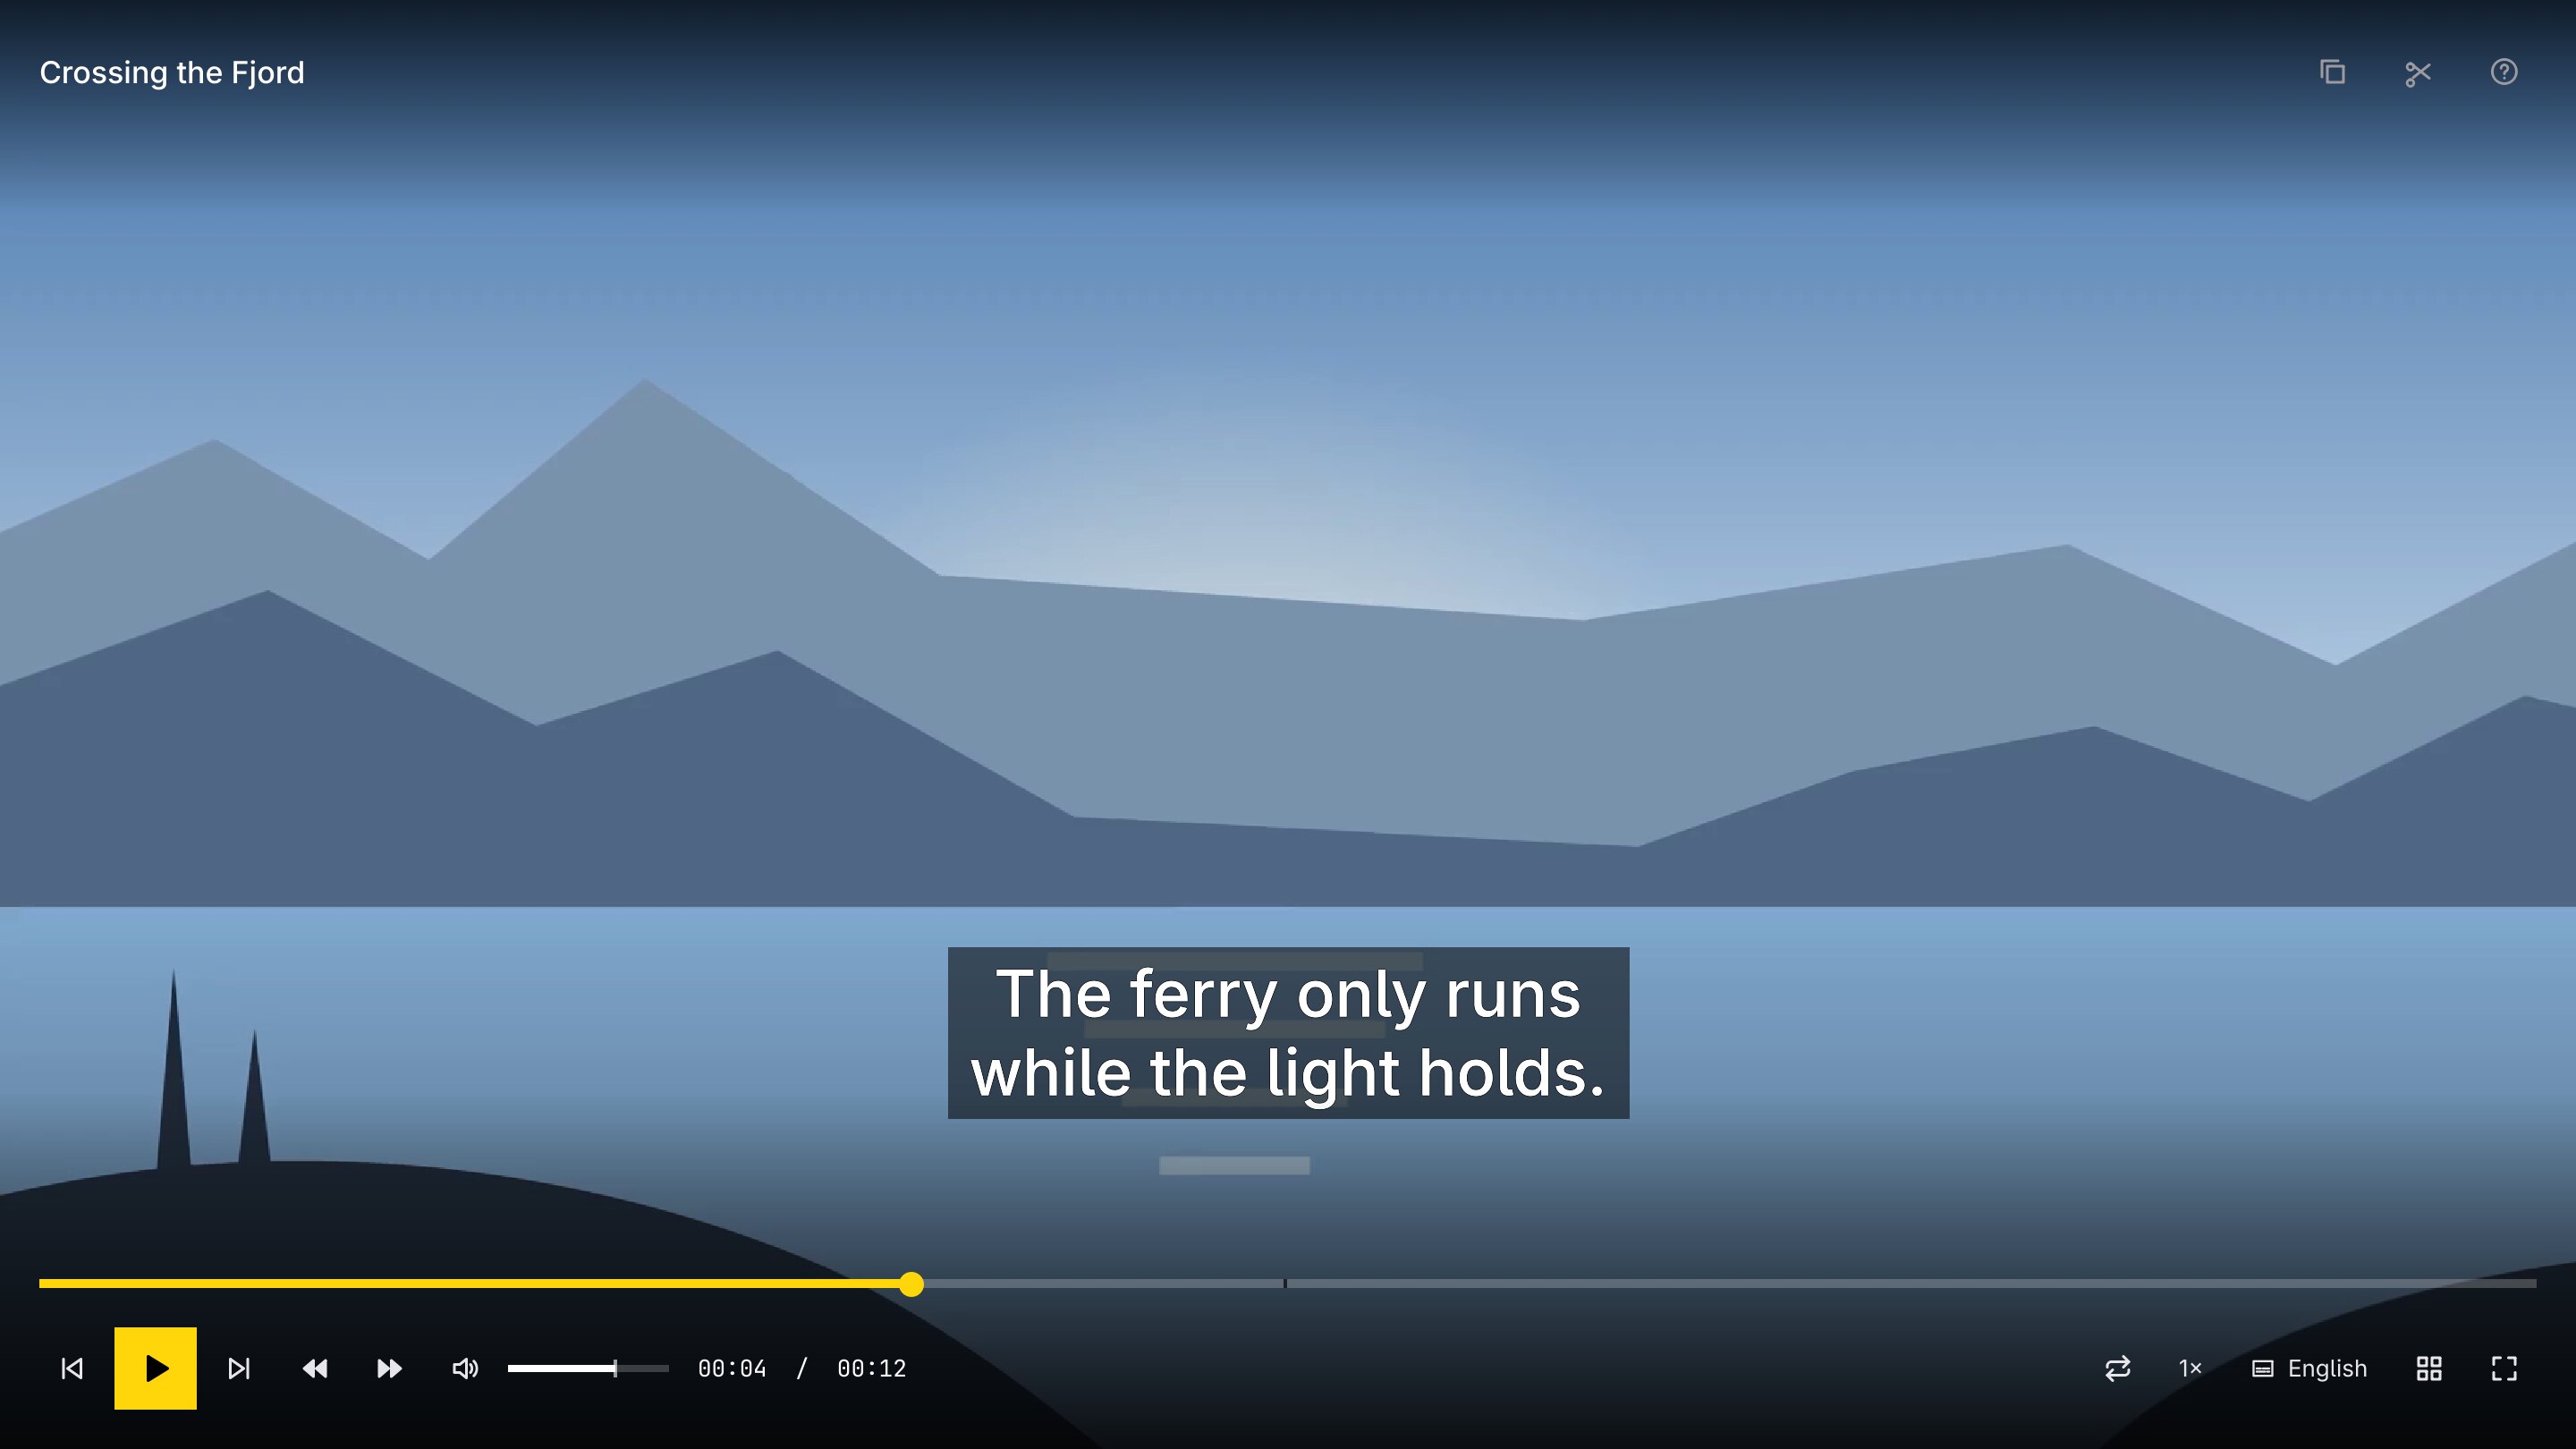 Crossing the Fjord
The ferry only runs
while the light holds.
00:04 / 00:12
1×
English